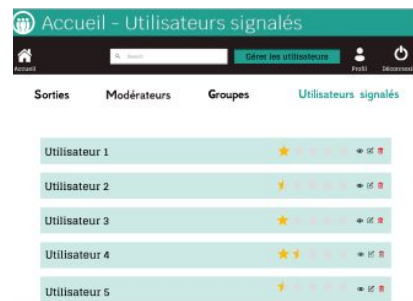 Accueil - Utilisateurs signalés
Search
Gérer les utilisateurs
Accueil
Profil
Déconnexion
Sorties
Modérateurs
Groupes
Utilisateurs signalés
Utilisateur 1
Utilisateur 2
Utilisateur 3
Utilisateur 4
Utilisateur 5